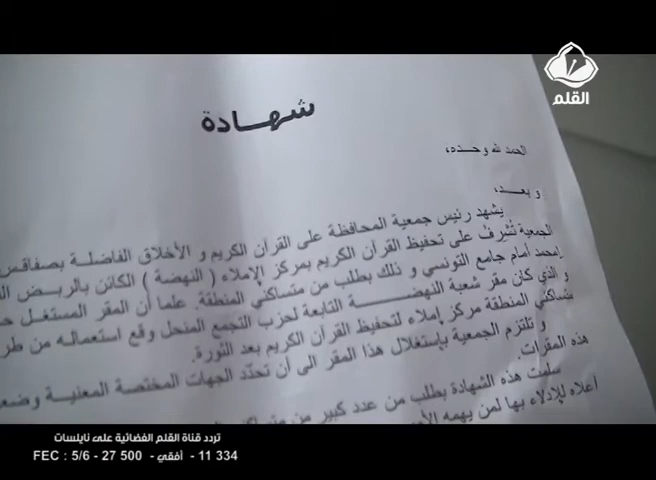 القلم
شهادة
الحمد لله وحده،
و بعد،
يشهد رئيس جمعية المحافظة على القرآن الكريم و الأخلاق الفاضلة بصفاقس
الجمعية تُشرِفُ على تحفيظ القرآن الكريم بمركز الإملاء ( النهضة ) الكائن بالربض
إمحمد أمام جامع التونسي و ذلك بطلب من متساكني المنطقة. علما أن المقر المستغل
و الذي كان مقر شعبة النهضة التابعة لحزب التجمع المنحل وقع استعماله من
متساكني المنطقة مركز إملاء لتحفيظ القرآن الكريم بعد الثورة.
و تلتزم الجمعية بإستغلال هذا المقر الى أن تحدّد الجهات المختصة المعنية
هذه المقرات.
سلمت هذه الشهادة بطلب من عدد كبير من
أعلاه للإدلاء بها لمن يهمه
تردد قناة القلم الفضائية على نايلسات
FEC : 5/6 - 27 500 - أفقي - 11 334